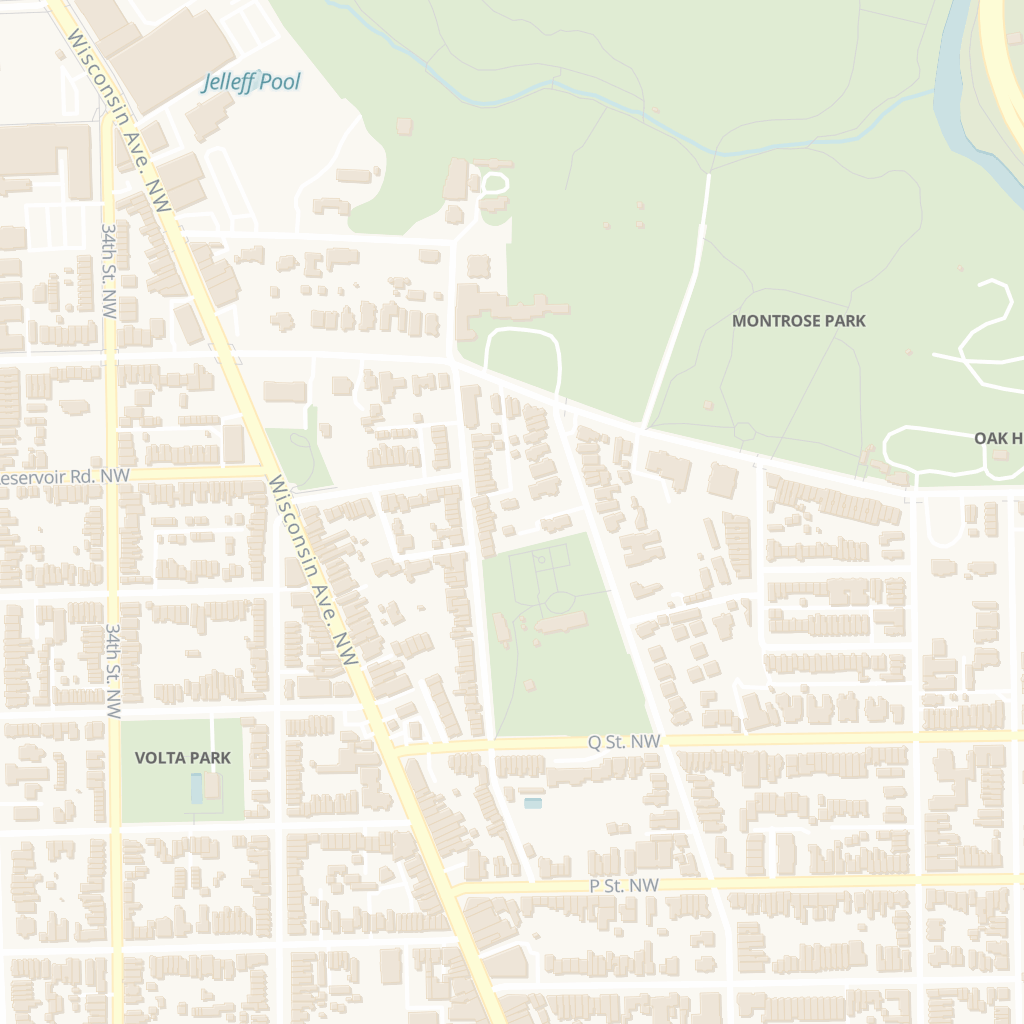 Wisconsin Ave. NW
Jelleff Pool
34th St. NW
MONTROSE PARK
OAK H
eservoir Rd. NW
Wisconsin Ave. NW
34th St. NW
Q St. NW
VOLTA PARK
P St. NW